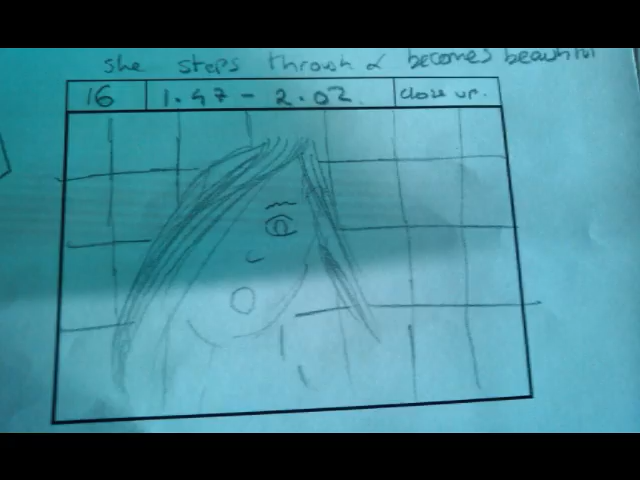 she steps through & becomes beautiful
16 1.47 - 2.02. close up.